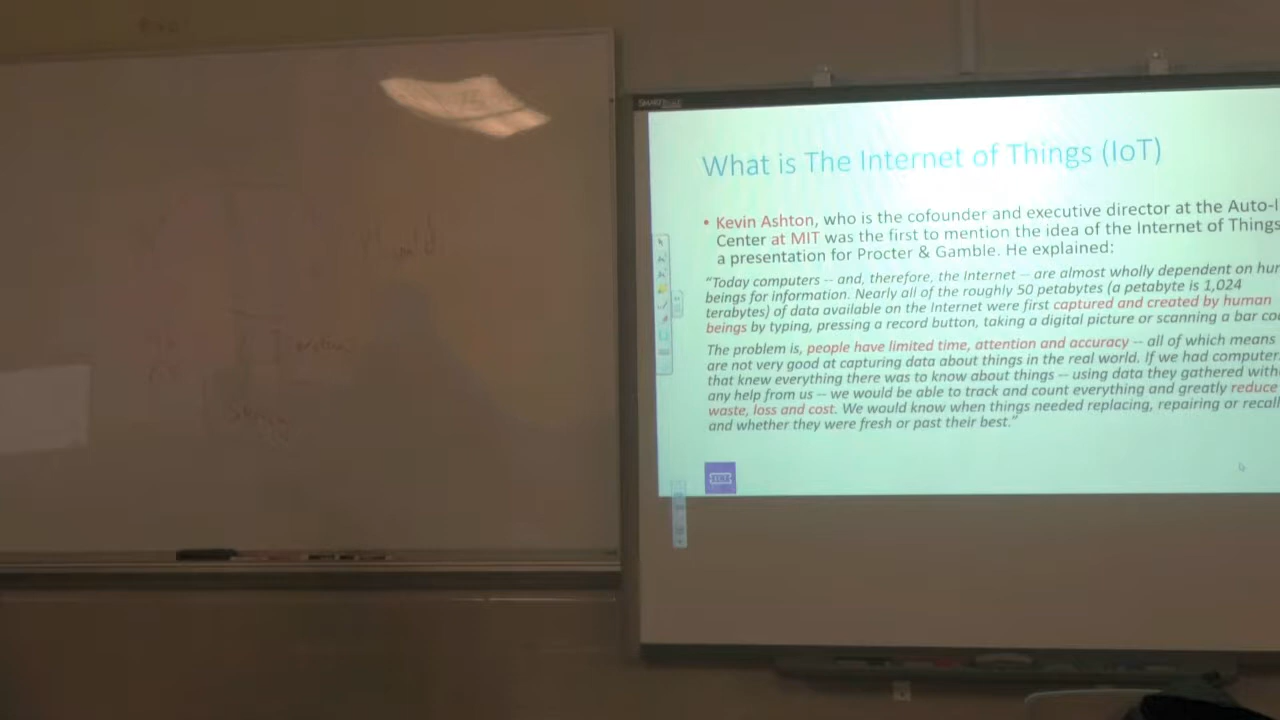 SMART
What is The Internet of Things (IoT)
• Kevin Ashton, who is the cofounder and executive director at the Auto-I
Center at MIT was the first to mention the idea of the Internet of Things
a presentation for Procter & Gamble. He explained:
“Today computers -- and, therefore, the Internet -- are almost wholly dependent on hum
beings for information. Nearly all of the roughly 50 petabytes (a petabyte is 1,024
terabytes) of data available on the Internet were first captured and created by human
beings by typing, pressing a record button, taking a digital picture or scanning a bar co
The problem is, people have limited time, attention and accuracy -- all of which means
are not very good at capturing data about things in the real world. If we had computer
that knew everything there was to know about things -- using data they gathered with
any help from us -- we would be able to track and count everything and greatly reduce
waste, loss and cost. We would know when things needed replacing, repairing or recall
and whether they were fresh or past their best.”